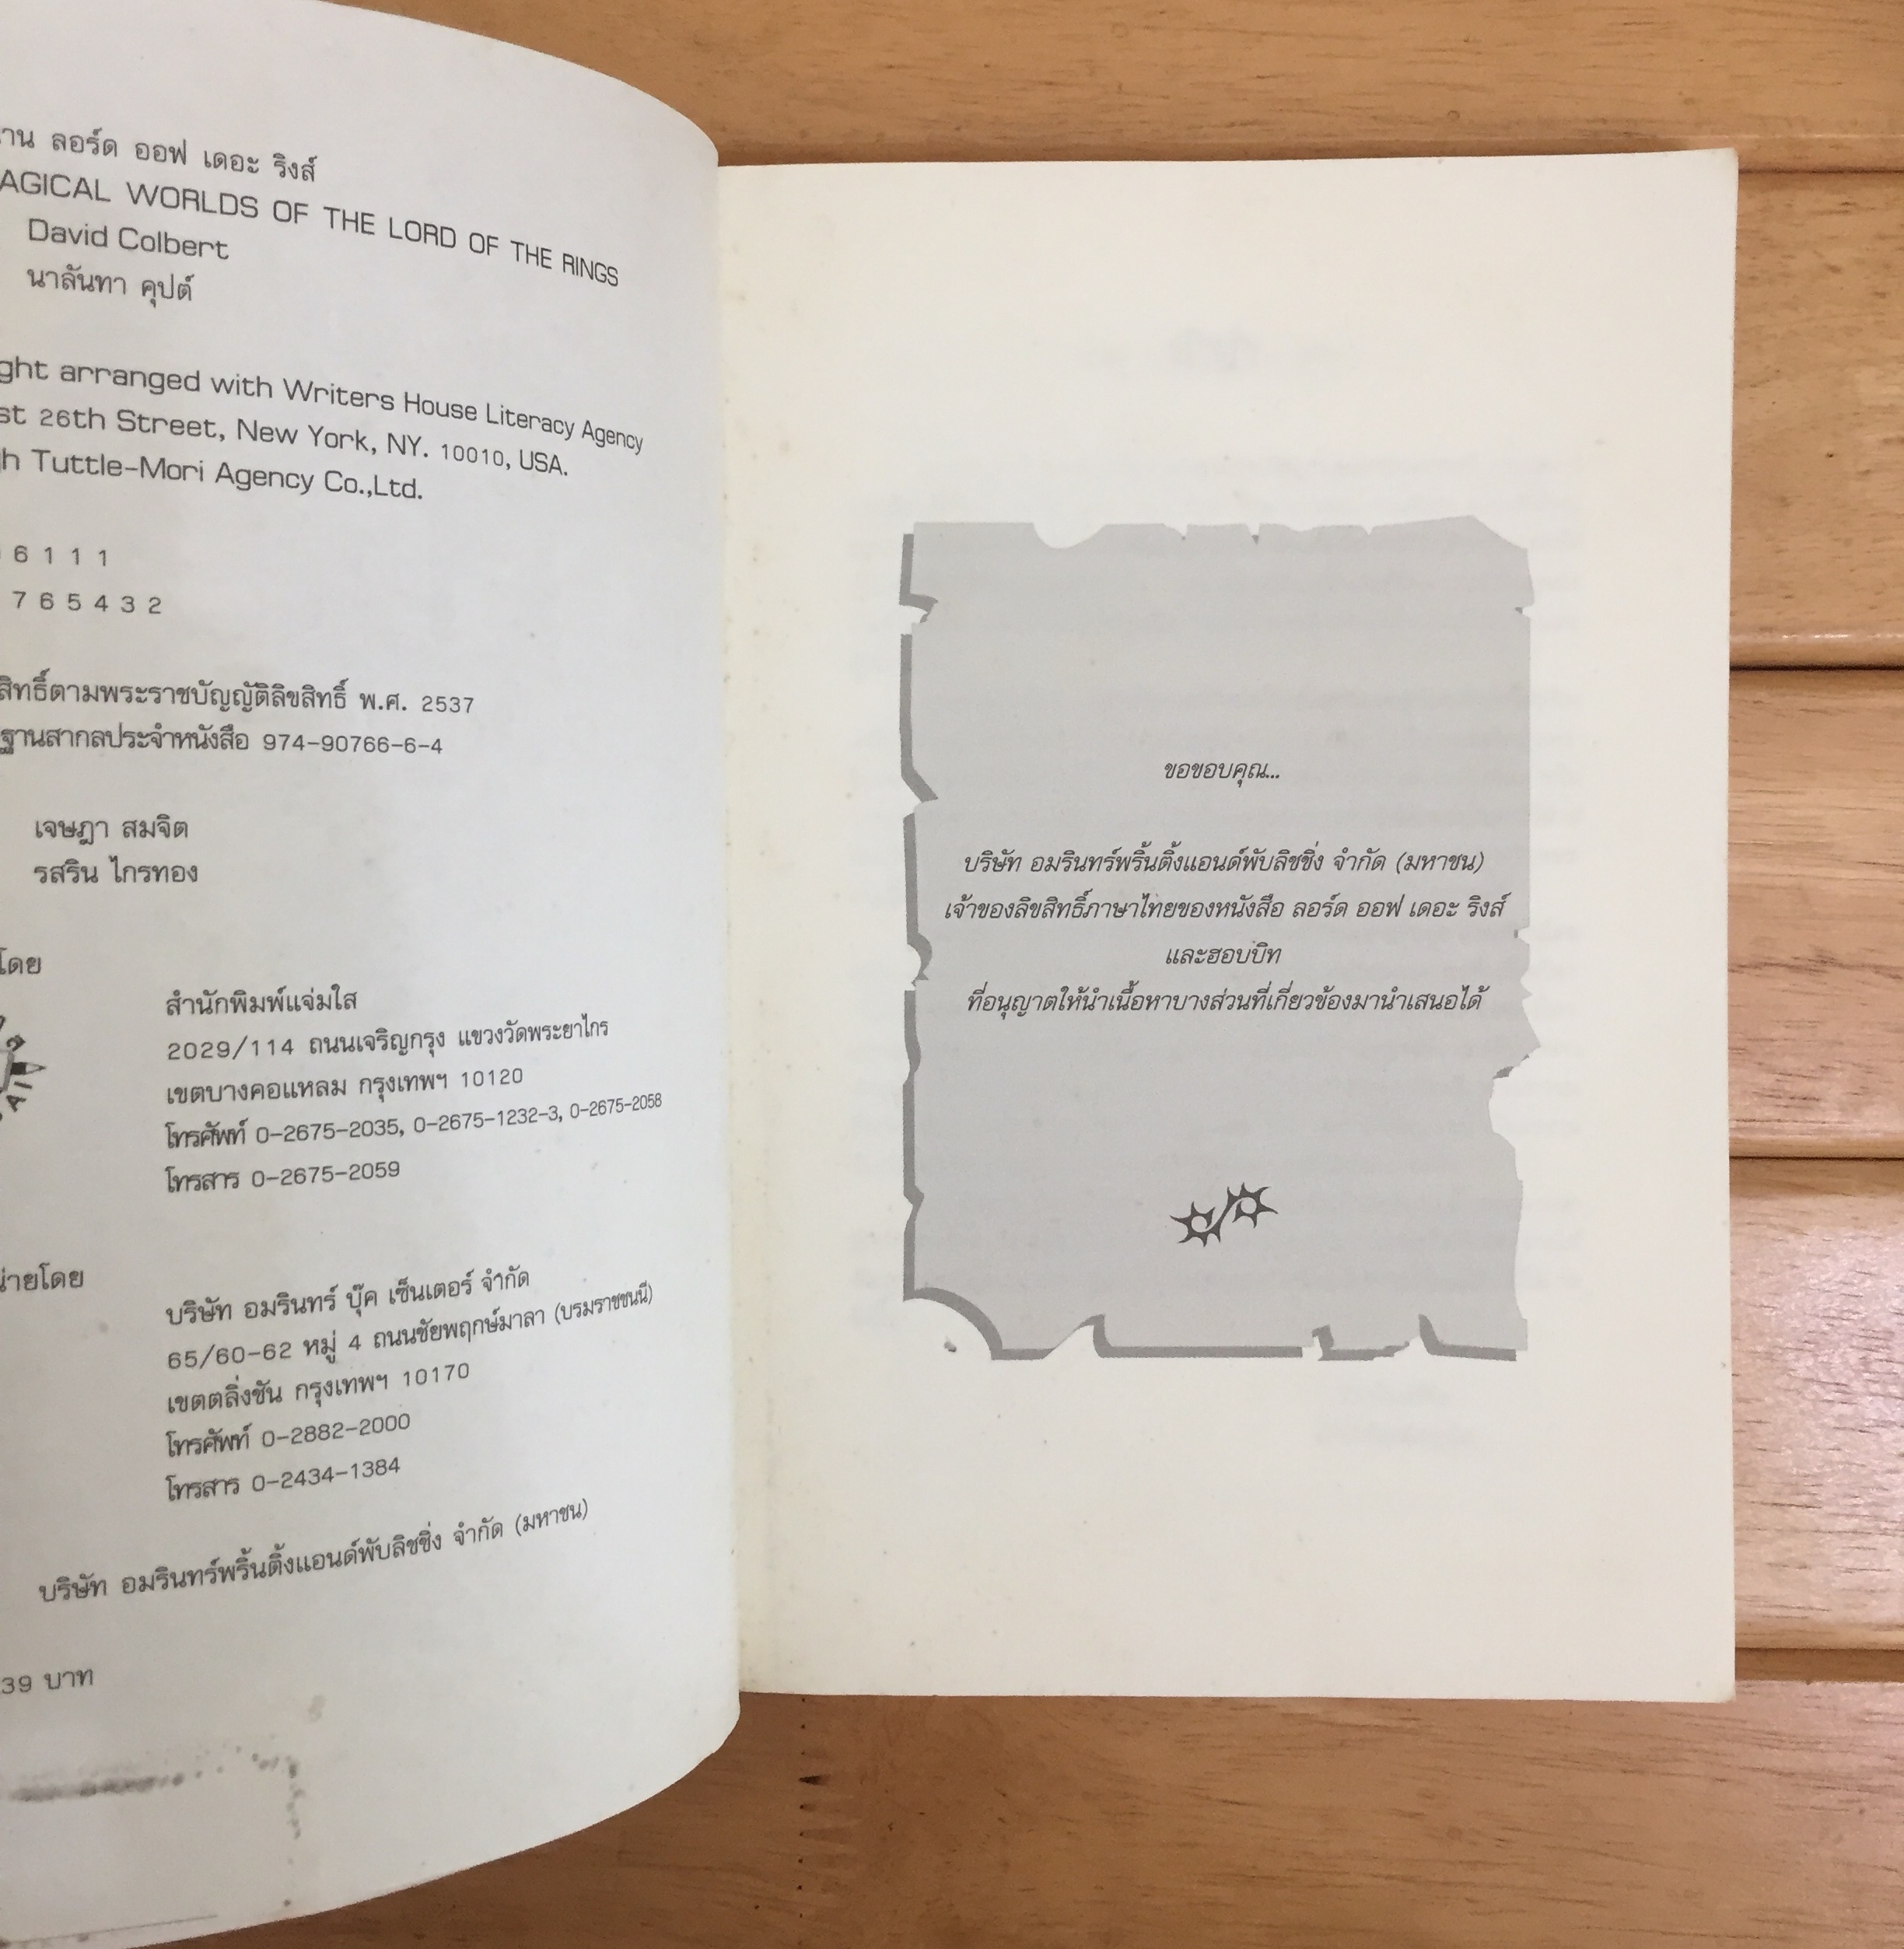 ลอร์ด ออฟ เดอะ ริงส์
WORLDS OF THE LORD OF THE RINGS
David Colbert
นาลันทา คุปต์
arranged with Writers House Literacy Agency
26th Street, New York, NY. 10010, USA.
Tuttle-Mori Agency Co.,Ltd.
6 1 1 1
7 6 5 4 3 2
สิทธิ์ตามพระราชบัญญัติลิขสิทธิ์ พ.ศ. 2537
ฐานสากลประจำหนังสือ 974-90766-6-4
เจษฎา สมจิต
รสริน ไกรทอง
โดย
สำนักพิมพ์แจ่มใส
2029/114 ถนนเจริญกรุง แขวงวัดพระยาไกร
เขตบางคอแหลม กรุงเทพฯ 10120
โทรศัพท์ 0-2675-2035, 0-2675-1232-3, 0-2675-2058
โทรสาร 0-2675-2059
่ายโดย
บริษัท อมรินทร์ บุ๊ค เซ็นเตอร์ จำกัด
65/60-62 หมู่ 4 ถนนชัยพฤกษ์มาลา (บรมราชชนนี)
เขตตลิ่งชัน กรุงเทพฯ 10170
โทรศัพท์ 0-2882-2000
โทรสาร 0-2434-1384
บริษัท อมรินทร์พริ้นติ้งแอนด์พับลิชชิ่ง จำกัด (มหาชน)
39 บาท
ขอขอบคุณ...
บริษัท อมรินทร์พริ้นติ้งแอนด์พับลิชชิ่ง จำกัด (มหาชน)
เจ้าของลิขสิทธิ์ภาษาไทยของหนังสือ ลอร์ด ออฟ เดอะ ริงส์
และฮอบบิท
ที่อนุญาตให้นำเนื้อหาบางส่วนที่เกี่ยวข้องมานำเสนอได้